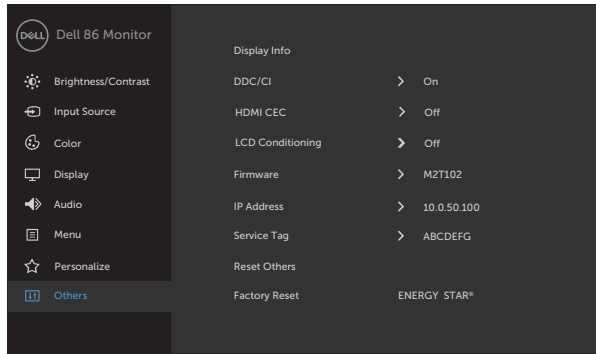 DELL Dell 86 Monitor
Display Info
Brightness/Contrast DDC/CI > On
Input Source HDMI CEC > Off
Color LCD Conditioning > Off
Display Firmware > M2T102
Audio IP Address > 10.0.50.100
Menu Service Tag > ABCDEFG
Personalize Reset Others
Others Factory Reset ENERGY STAR®